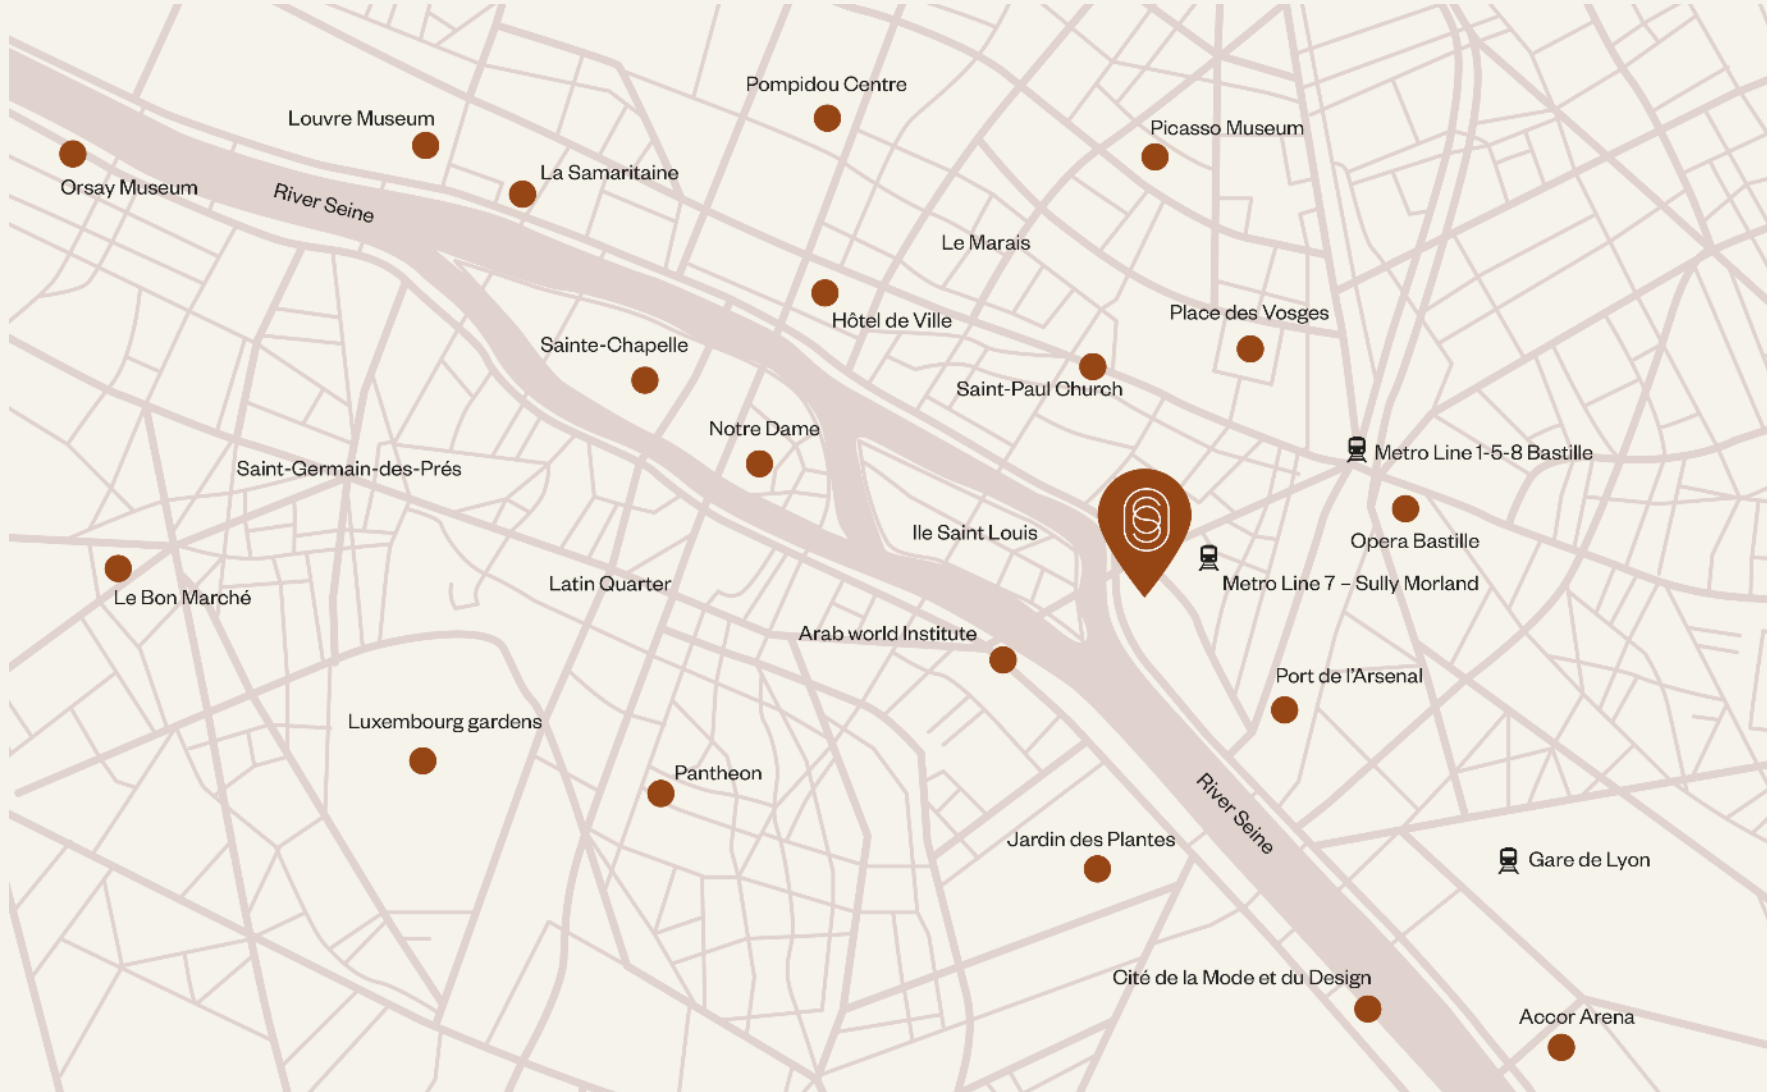 Pompidou Centre
Louvre Museum
Picasso Museum
La Samaritaine
Orsay Museum
River Seine
Le Marais
Hôtel de Ville
Place des Vosges
Sainte-Chapelle
Saint-Paul Church
Notre Dame
Metro Line 1-5-8 Bastille
Saint-Germain-des-Prés
Ile Saint Louis
Opera Bastille
Latin Quarter
Metro Line 7 – Sully Morland
Le Bon Marché
Arab world Institute
Port de l'Arsenal
Luxembourg gardens
Pantheon
River Seine
Jardin des Plantes
Gare de Lyon
Cité de la Mode et du Design
Accor Arena